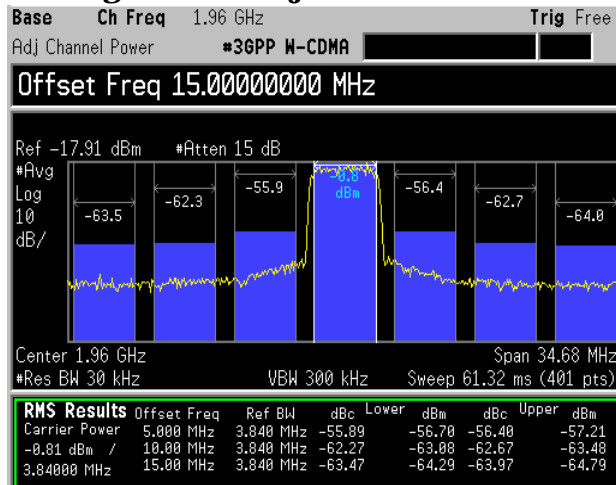 Base Ch Freq 1.96 GHz Trig Free
Adj Channel Power #3GPP W-CDMA
Offset Freq 15.00000000 MHz
Ref -17.91 dBm #Atten 15 dB
#Avg
Log
10
dB/
-63.5 -62.3 -55.9 -0.8 dBm -56.4 -62.7 -64.0
Center 1.96 GHz Span 34.68 MHz
#Res BW 30 kHz VBW 300 kHz Sweep 61.32 ms (401 pts)
RMS Results Offset Freq Ref BW dBc Lower dBm dBc Upper dBm
Carrier Power 5.000 MHz 3.840 MHz -55.89 -56.70 -56.40 -57.21
-0.81 dBm / 10.00 MHz 3.840 MHz -62.27 -63.08 -62.67 -63.48
3.84000 MHz 15.00 MHz 3.840 MHz -63.47 -64.29 -63.97 -64.79